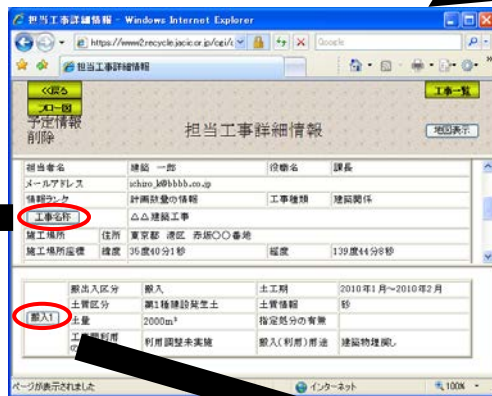 担当工事詳細情報 - Windows Internet Explorer
https://www2.recycle.jacic.or.jp/cgi/c
Google
担当工事詳細情報
<<戻る
フロー図
予定情報
削除
担当工事詳細情報
工事一覧
地図表示
担当者名 建築 一郎 役職名 課長
メールアドレス ichiro_k@bbbb.co.jp
情報ランク 計画数量の情報 工事種類 建築関係
工事名称 △△建築工事
施工場所 住所 東京都 港区 赤坂〇〇番地
施工場所座標 緯度 35度40分1秒 経度 139度44分8秒
搬出入区分 搬入 土工期 2010年1月～2010年2月
土質区分 第1種建設発生土 土質情報 砂
搬入1 土量 2000m³ 指定処分の有無
利用調整未実施 搬入(利用)用途 建築物埋戻し
ページが表示されました
インターネット
100%